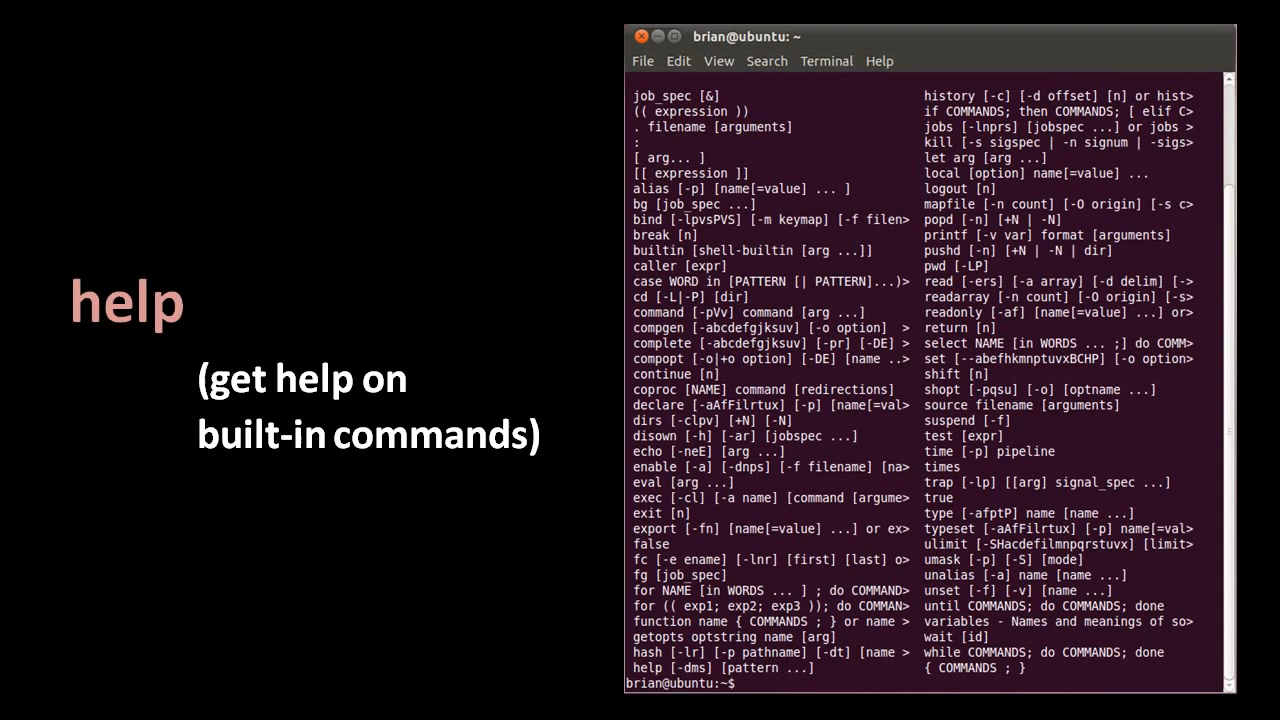 help
(get help on
built-in commands)
brian@ubuntu: ~
File Edit View Search Terminal Help
job_spec [&] history [-c] [-d offset] [n] or hist>
(( expression )) if COMMANDS; then COMMANDS; [ elif C>
. filename [arguments] jobs [-lnprs] [jobspec ...] or jobs >
: kill [-s sigspec | -n signum | -sigs>
[ arg... ] let arg [arg ...]
[[ expression ]] local [option] name[=value] ...
alias [-p] [name[=value] ... ] logout [n]
bg [job_spec ...] mapfile [-n count] [-O origin] [-s c>
bind [-lpvsPVS] [-m keymap] [-f filen> popd [-n] [+N | -N]
break [n] printf [-v var] format [arguments]
builtin [shell-builtin [arg ...]] pushd [-n] [+N | -N | dir]
caller [expr] pwd [-LP]
case WORD in [PATTERN [| PATTERN]...)> read [-ers] [-a array] [-d delim] [->
cd [-L|-P] [dir] readarray [-n count] [-O origin] [-s>
command [-pVv] command [arg ...] readonly [-af] [name[=value] ...] or>
compgen [-abcdefgjksuv] [-o option] > return [n]
complete [-abcdefgjksuv] [-pr] [-DE] > select NAME [in WORDS ... ;] do COMM>
compopt [-o|+o option] [-DE] [name ..> set [--abefhkmnptuvxBCHP] [-o option>
continue [n] shift [n]
coproc [NAME] command [redirections] shopt [-pqsu] [-o] [optname ...]
declare [-aAfFilrtux] [-p] [name[=val> source filename [arguments]
dirs [-clpv] [+N] [-N] suspend [-f]
disown [-h] [-ar] [jobspec ...] test [expr]
echo [-neE] [arg ...] time [-p] pipeline
enable [-a] [-dnps] [-f filename] [na> times
eval [arg ...] trap [-lp] [[arg] signal_spec ...]
exec [-cl] [-a name] [command [argume> true
exit [n] type [-afptP] name [name ...]
export [-fn] [name[=value] ...] or ex> typeset [-aAfFilrtux] [-p] name[=val>
false ulimit [-SHacdefilmnpqrstuvx] [limit>
fc [-e ename] [-lnr] [first] [last] o> umask [-p] [-S] [mode]
fg [job_spec] unalias [-a] name [name ...]
for NAME [in WORDS ... ] ; do COMMAND> unset [-f] [-v] [name ...]
for (( exp1; exp2; exp3 )); do COMMAN> until COMMANDS; do COMMANDS; done
function name { COMMANDS ; } or name > variables - Names and meanings of so>
getopts optstring name [arg] wait [id]
hash [-lr] [-p pathname] [-dt] [name > while COMMANDS; do COMMANDS; done
help [-dms] [pattern ...] { COMMANDS ; }
brian@ubuntu:~$